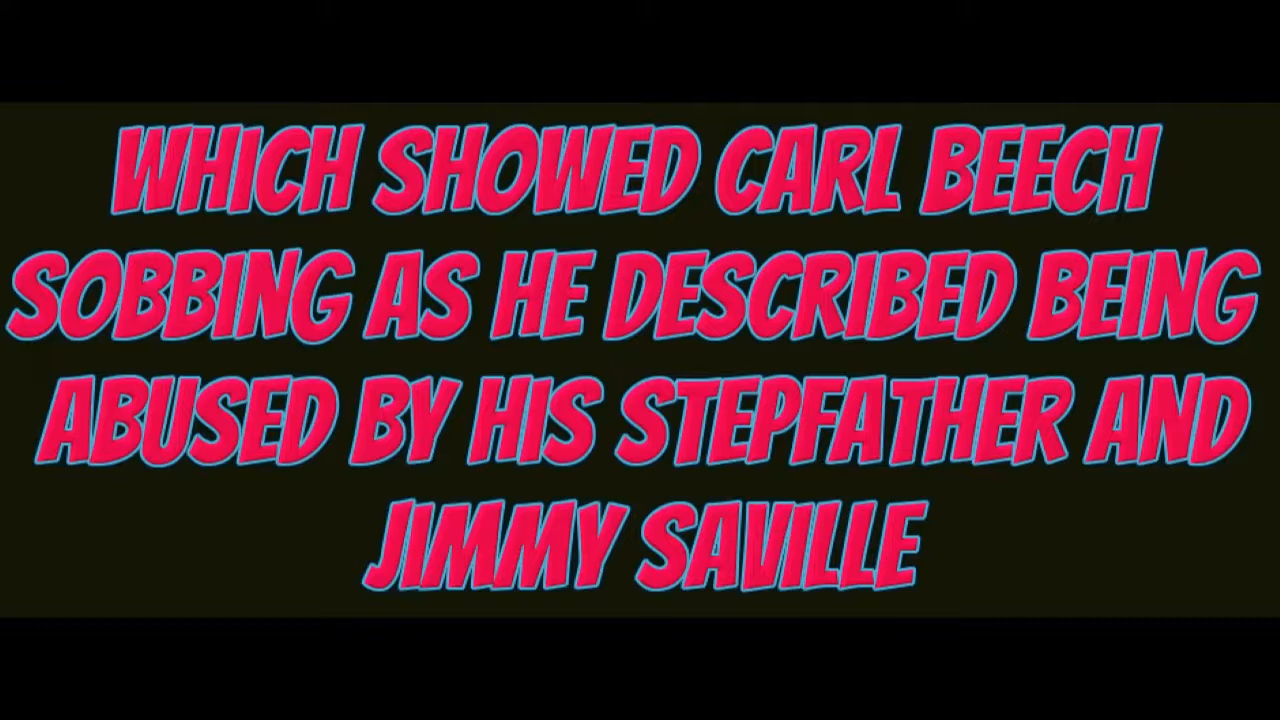 WHICH SHOWED CARL BEECH
SOBBING AS HE DESCRIBED BEING
ABUSED BY HIS STEPFATHER AND
JIMMY SAVILLE